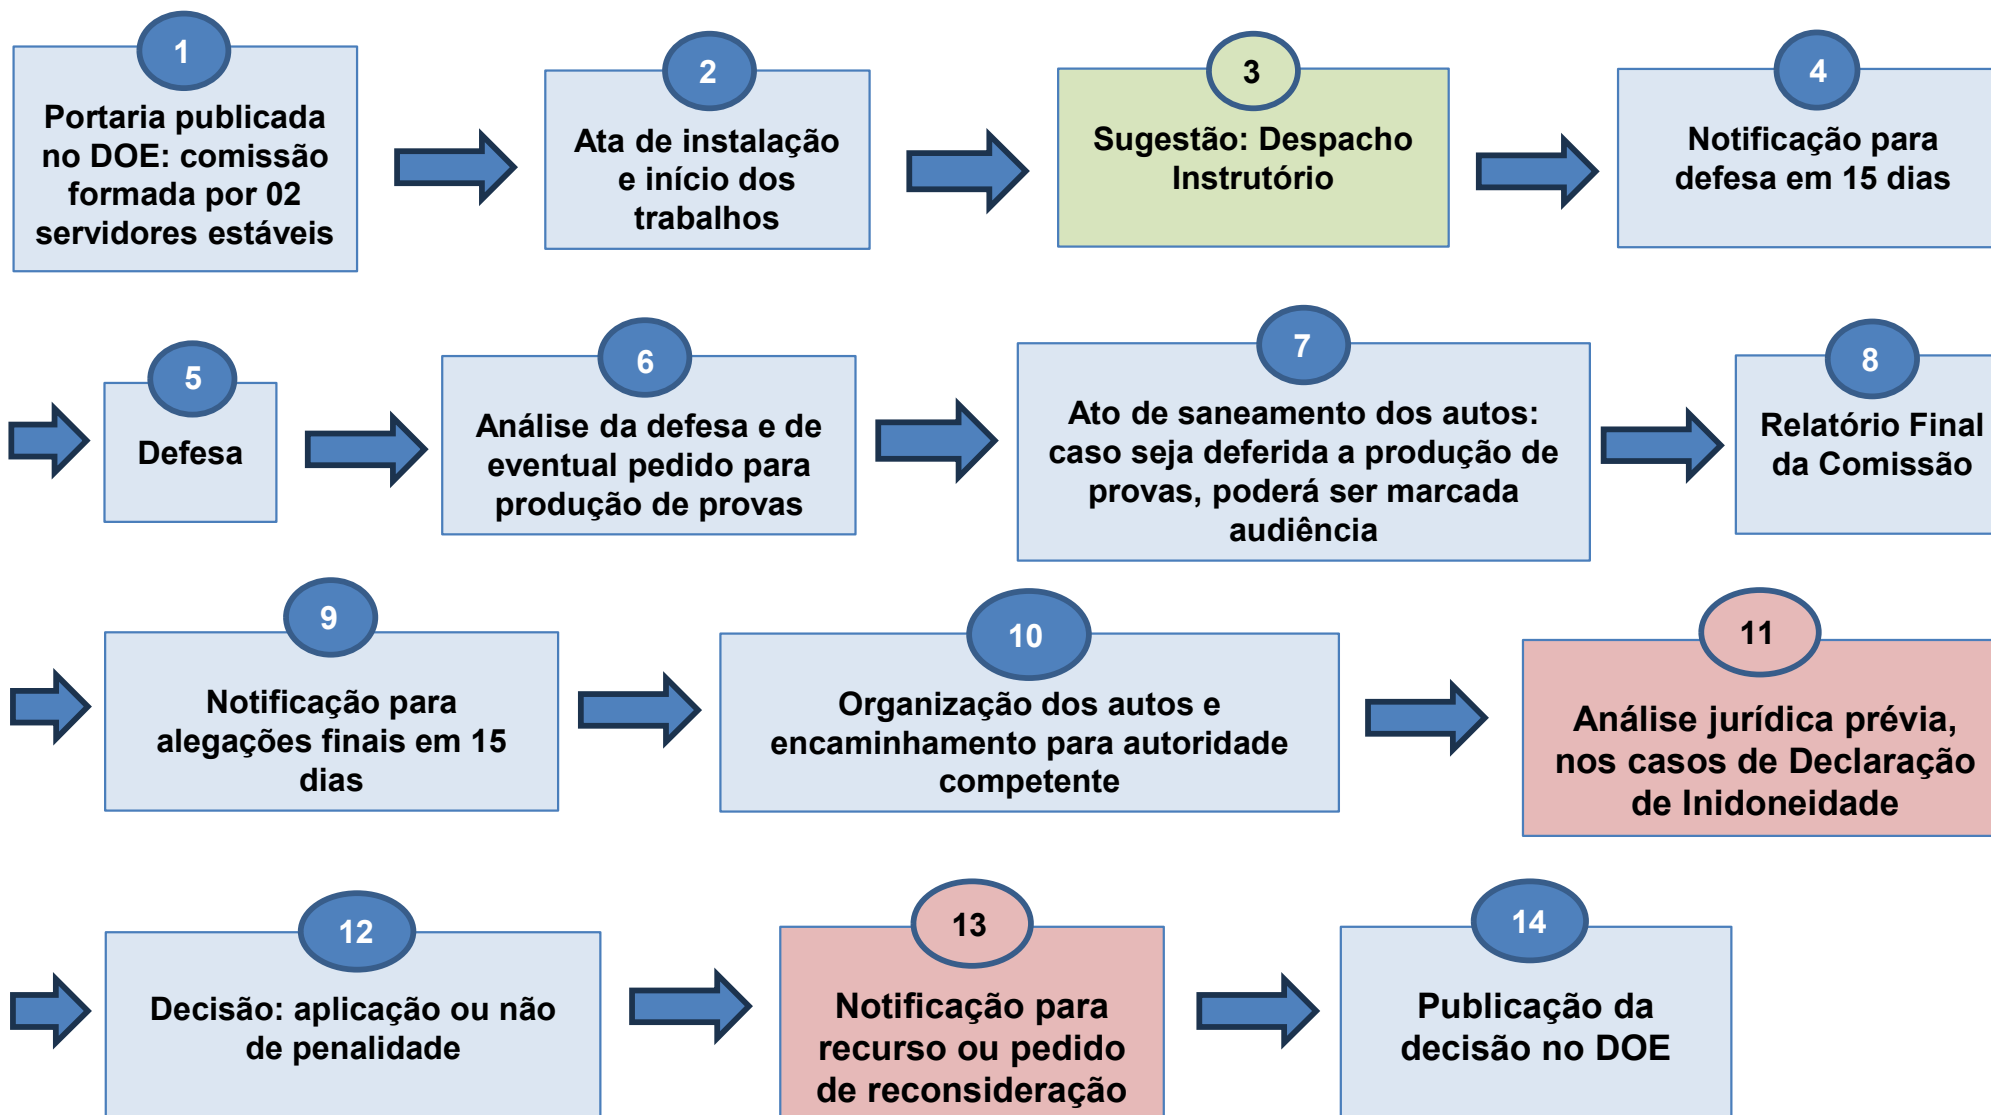 1
Portaria publicada
no DOE: comissão
formada por 02
servidores estáveis
2
Ata de instalação
e início dos
trabalhos
3
Sugestão: Despacho
Instrutório
4
Notificação para
defesa em 15 dias
5
Defesa
6
Análise da defesa e de
eventual pedido para
produção de provas
7
Ato de saneamento dos autos:
caso seja deferida a produção de
provas, poderá ser marcada
audiência
8
Relatório Final
da Comissão
9
Notificação para
alegações finais em 15
dias
10
Organização dos autos e
encaminhamento para autoridade
competente
11
Análise jurídica prévia,
nos casos de Declaração
de Inidoneidade
12
Decisão: aplicação ou não
de penalidade
13
Notificação para
recurso ou pedido
de reconsideração
14
Publicação da
decisão no DOE